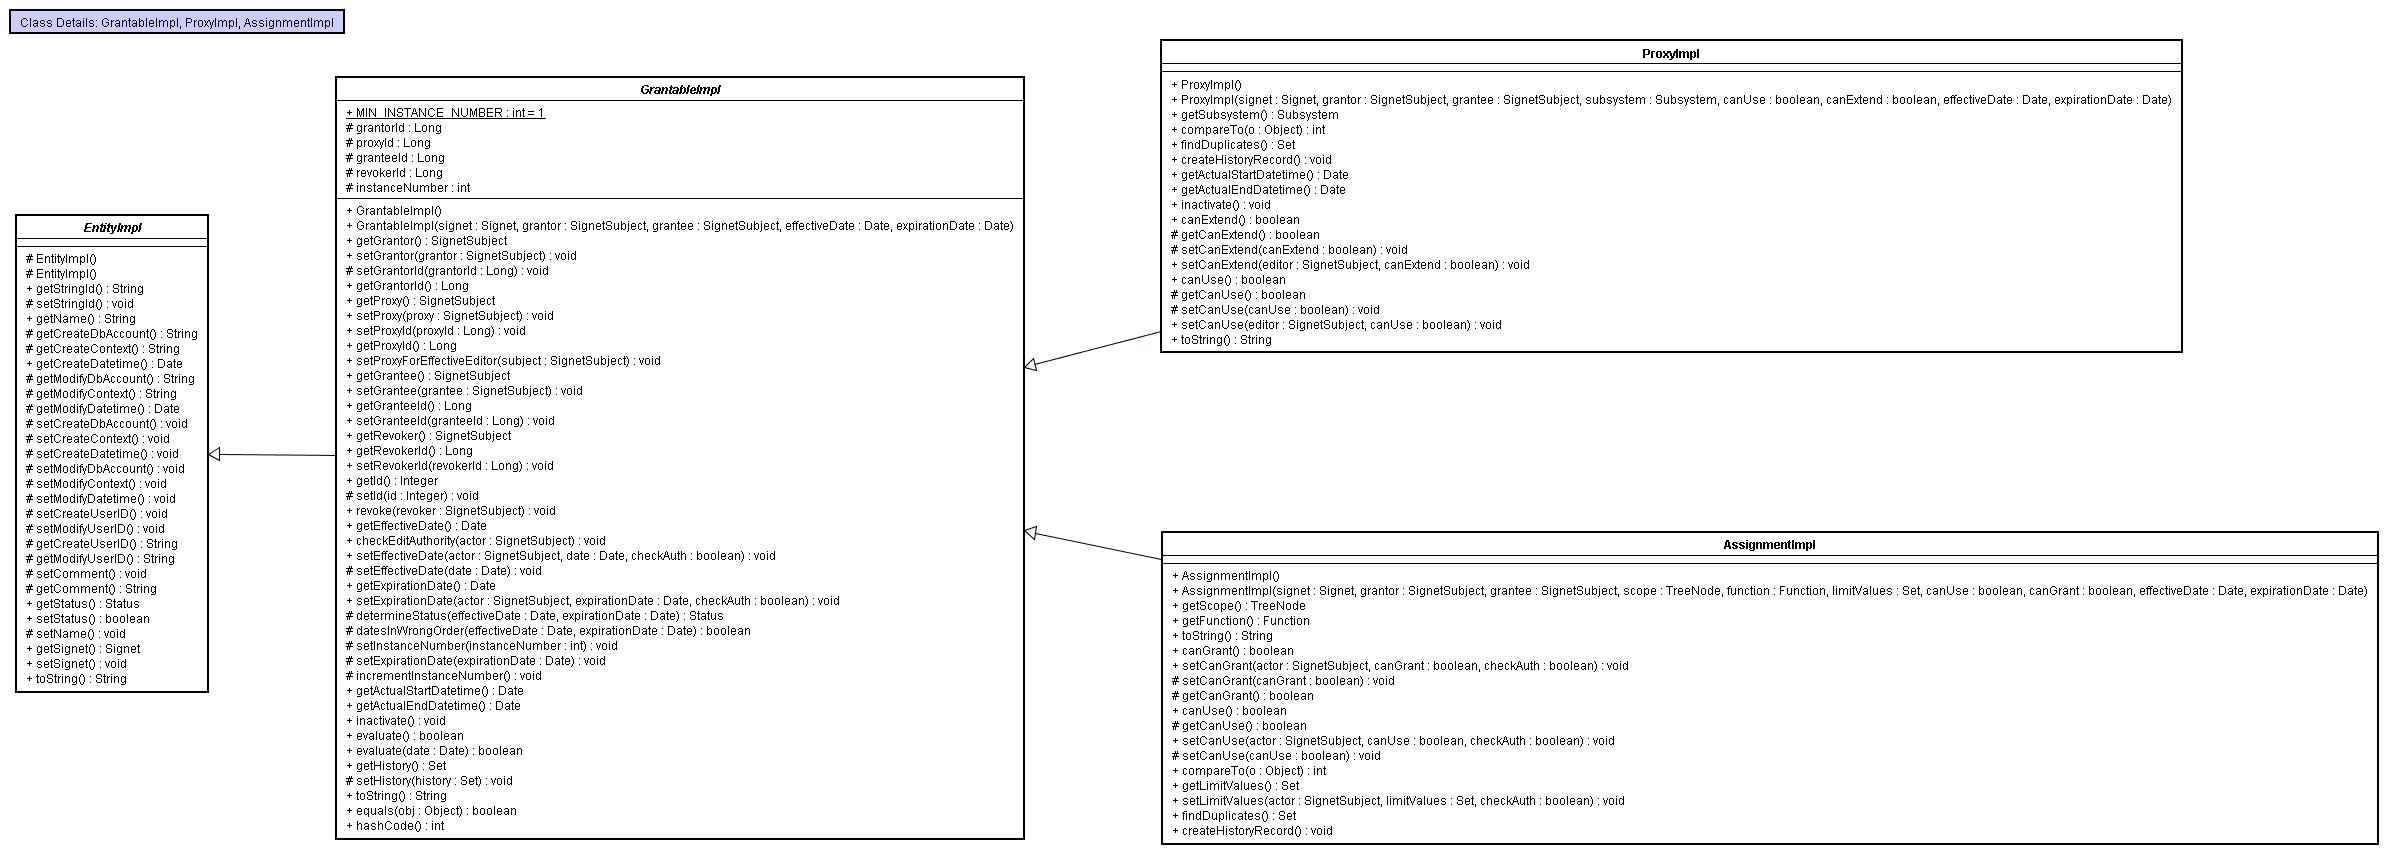 Class Details: GrantableImpl, ProxyImpl, AssignmentImpl
EntityImpl
# EntityImpl()
# EntityImpl()
+ getStringId() : String
# setStringId() : void
+ getName() : String
# getCreateDbAccount() : String
# getCreateContext() : String
+ getCreateDatetime() : Date
# getModifyDbAccount() : String
# getModifyContext() : String
# getModifyDatetime() : Date
# setCreateDbAccount() : void
# setCreateContext() : void
# setCreateDatetime() : void
# setModifyDbAccount() : void
# setModifyContext() : void
# setModifyDatetime() : void
# setCreateUserID() : void
# setModifyUserID() : void
# getCreateUserID() : String
# getModifyUserID() : String
# setComment() : void
# getComment() : String
+ getStatus() : Status
+ setStatus() : boolean
# setName() : void
+ getSignet() : Signet
+ setSignet() : void
+ toString() : String
GrantableImpl
+ MIN_INSTANCE_NUMBER : int = 1
# grantorId : Long
# proxyId : Long
# granteeId : Long
# revokerId : Long
# instanceNumber : int
+ GrantableImpl()
+ GrantableImpl(signet : Signet, grantor : SignetSubject, grantee : SignetSubject, effectiveDate : Date, expirationDate : Date)
+ getGrantor() : SignetSubject
+ setGrantor(grantor : SignetSubject) : void
# setGrantorId(grantorId : Long) : void
+ getGrantorId() : Long
+ getProxy() : SignetSubject
+ setProxy(proxy : SignetSubject) : void
+ setProxyId(proxyId : Long) : void
+ getProxyId() : Long
+ setProxyForEffectiveEditor(subject : SignetSubject) : void
+ getGrantee() : SignetSubject
+ setGrantee(grantee : SignetSubject) : void
+ getGranteeId() : Long
+ setGranteeId(granteeId : Long) : void
+ getRevoker() : SignetSubject
+ getRevokerId() : Long
+ setRevokerId(revokerId : Long) : void
+ getId() : Integer
# setId(id : Integer) : void
+ revoke(revoker : SignetSubject) : void
+ getEffectiveDate() : Date
+ checkEditAuthority(actor : SignetSubject) : void
+ setEffectiveDate(actor : SignetSubject, date : Date, checkAuth : boolean) : void
# setEffectiveDate(date : Date) : void
+ getExpirationDate() : Date
+ setExpirationDate(actor : SignetSubject, expirationDate : Date, checkAuth : boolean) : void
# determineStatus(effectiveDate : Date, expirationDate : Date) : Status
# datesInWrongOrder(effectiveDate : Date, expirationDate : Date) : boolean
# setInstanceNumber(instanceNumber : int) : void
# setExpirationDate(expirationDate : Date) : void
# incrementInstanceNumber() : void
+ getActualStartDatetime() : Date
+ getActualEndDatetime() : Date
+ inactivate() : void
+ evaluate() : boolean
+ evaluate(date : Date) : boolean
+ getHistory() : Set
# setHistory(history : Set) : void
+ toString() : String
+ equals(obj : Object) : boolean
+ hashCode() : int
ProxyImpl
+ ProxyImpl()
+ ProxyImpl(signet : Signet, grantor : SignetSubject, grantee : SignetSubject, subsystem : Subsystem, canUse : boolean, canExtend : boolean, effectiveDate : Date, expirationDate : Date)
+ getSubsystem() : Subsystem
+ compareTo(o : Object) : int
+ findDuplicates() : Set
+ createHistoryRecord() : void
+ getActualStartDatetime() : Date
+ getActualEndDatetime() : Date
+ inactivate() : void
+ canExtend() : boolean
# getCanExtend() : boolean
# setCanExtend(canExtend : boolean) : void
+ setCanExtend(editor : SignetSubject, canExtend : boolean) : void
+ canUse() : boolean
# getCanUse() : boolean
# setCanUse(canUse : boolean) : void
+ setCanUse(editor : SignetSubject, canUse : boolean) : void
+ toString() : String
AssignmentImpl
+ AssignmentImpl()
+ AssignmentImpl(signet : Signet, grantor : SignetSubject, grantee : SignetSubject, scope : TreeNode, function : Function, limitValues : Set, canUse : boolean, canGrant : boolean, effectiveDate : Date, expirationDate : Date)
+ getScope() : TreeNode
+ getFunction() : Function
+ toString() : String
+ canGrant() : boolean
+ setCanGrant(actor : SignetSubject, canGrant : boolean, checkAuth : boolean) : void
# setCanGrant(canGrant : boolean) : void
# getCanGrant() : boolean
+ canUse() : boolean
# getCanUse() : boolean
+ setCanUse(actor : SignetSubject, canUse : boolean, checkAuth : boolean) : void
# setCanUse(canUse : boolean) : void
+ compareTo(o : Object) : int
+ getLimitValues() : Set
+ setLimitValues(actor : SignetSubject, limitValues : Set, checkAuth : boolean) : void
+ findDuplicates() : Set
+ createHistoryRecord() : void